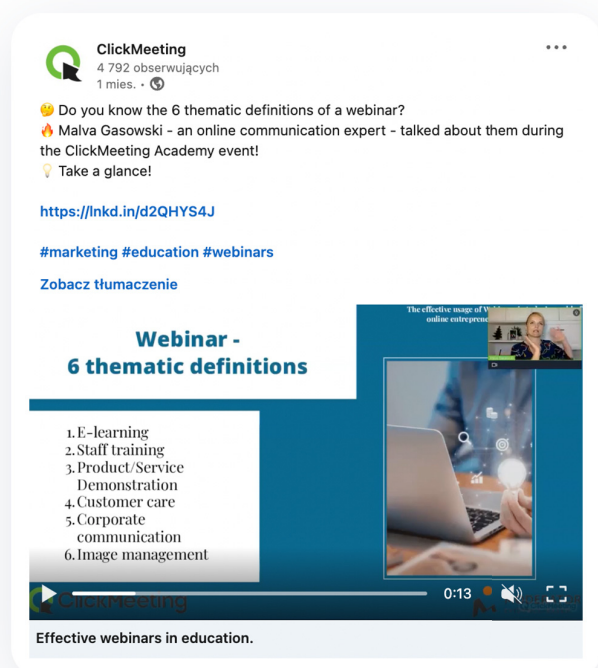 ClickMeeting
4 792 obserwujących
1 mies. •
🤔 Do you know the 6 thematic definitions of a webinar?
🔥 Malva Gasowski - an online communication expert - talked about them during
the ClickMeeting Academy event!
💡 Take a glance!
https://lnkd.in/d2QHYS4J
#marketing #education #webinars
Zobacz tłumaczenie
The effective usage of
online entreprene
Webinar -
6 thematic definitions
1. E-learning
2. Staff training
3. Product/Service
Demonstration
4. Customer care
5. Corporate
communication
6. Image management
0:13
ClickMeeting
Effective webinars in education.